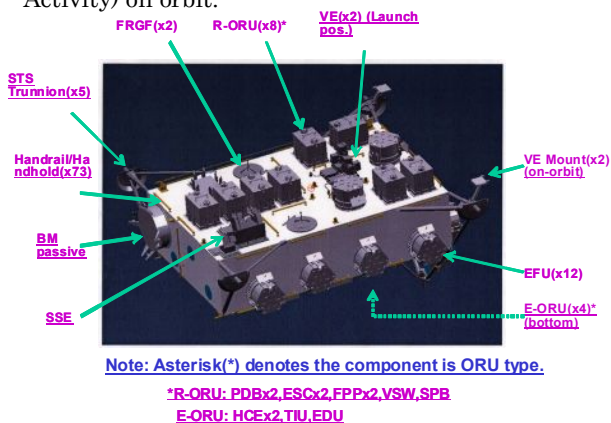 Activity) on orbit.
FRGF(x2)
R-ORU(x8)*
VE(x2) (Launch
pos.)
STS
Trunnion(x5)
Handrail/Ha
ndhold(x73)
VE Mount(x2)
(on-orbit)
BM
passive
EFU(x12)
SSE
E-ORU(x4)*
(bottom)
Note: Asterisk(*) denotes the component is ORU type.
*R-ORU: PDBx2,ESCx2,FPPx2,VSW,SPB
E-ORU: HCEx2,TIU,EDU